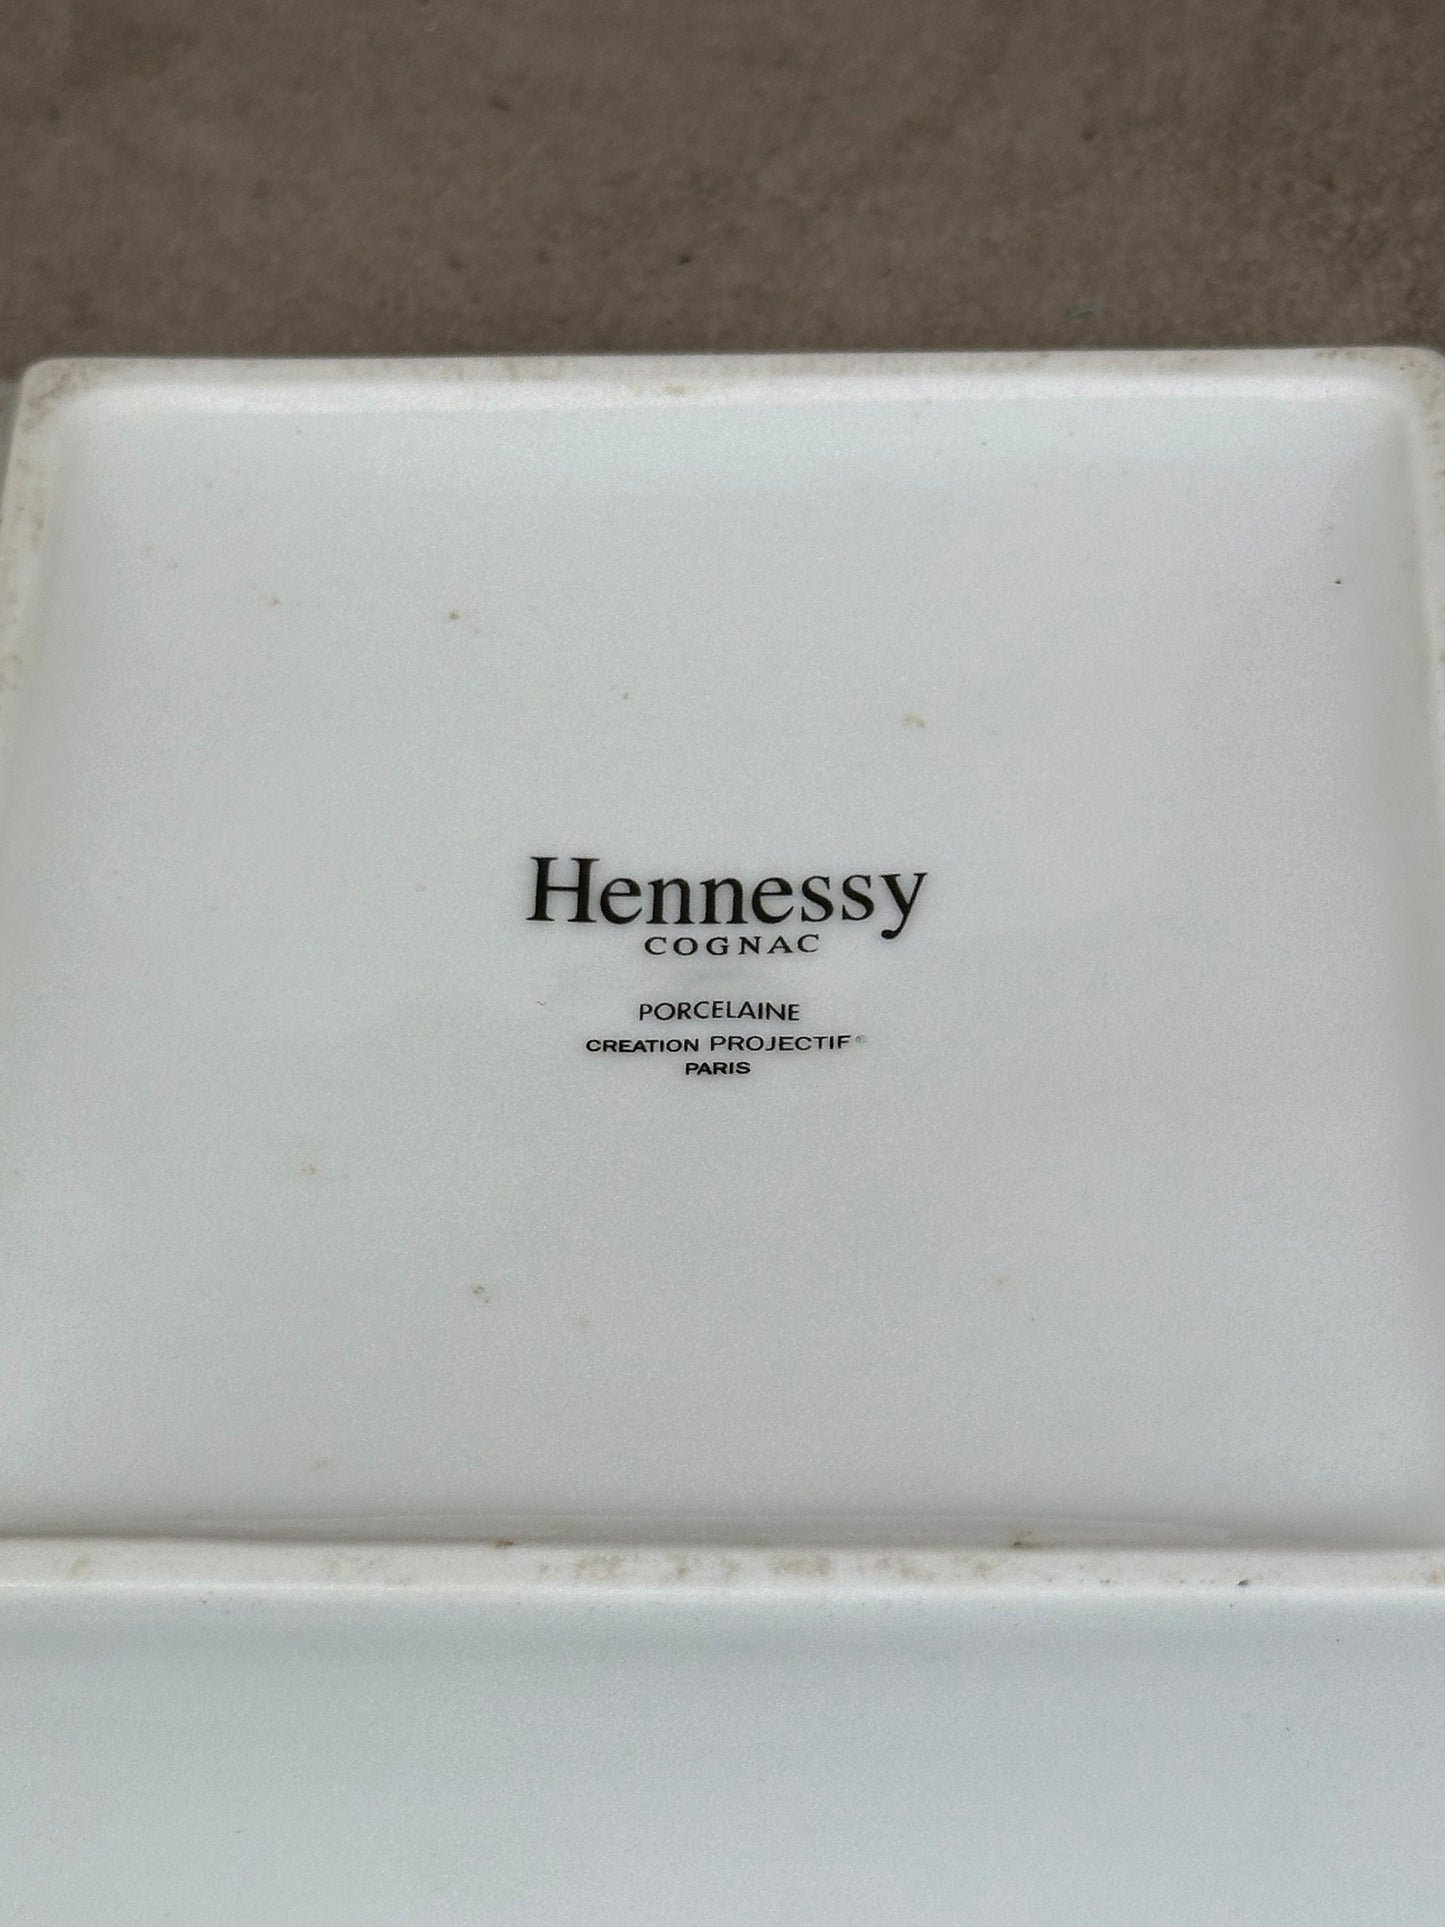 Hennessy
COGNAC
PORCELAINE
CREATION PROJECTIF®
PARIS